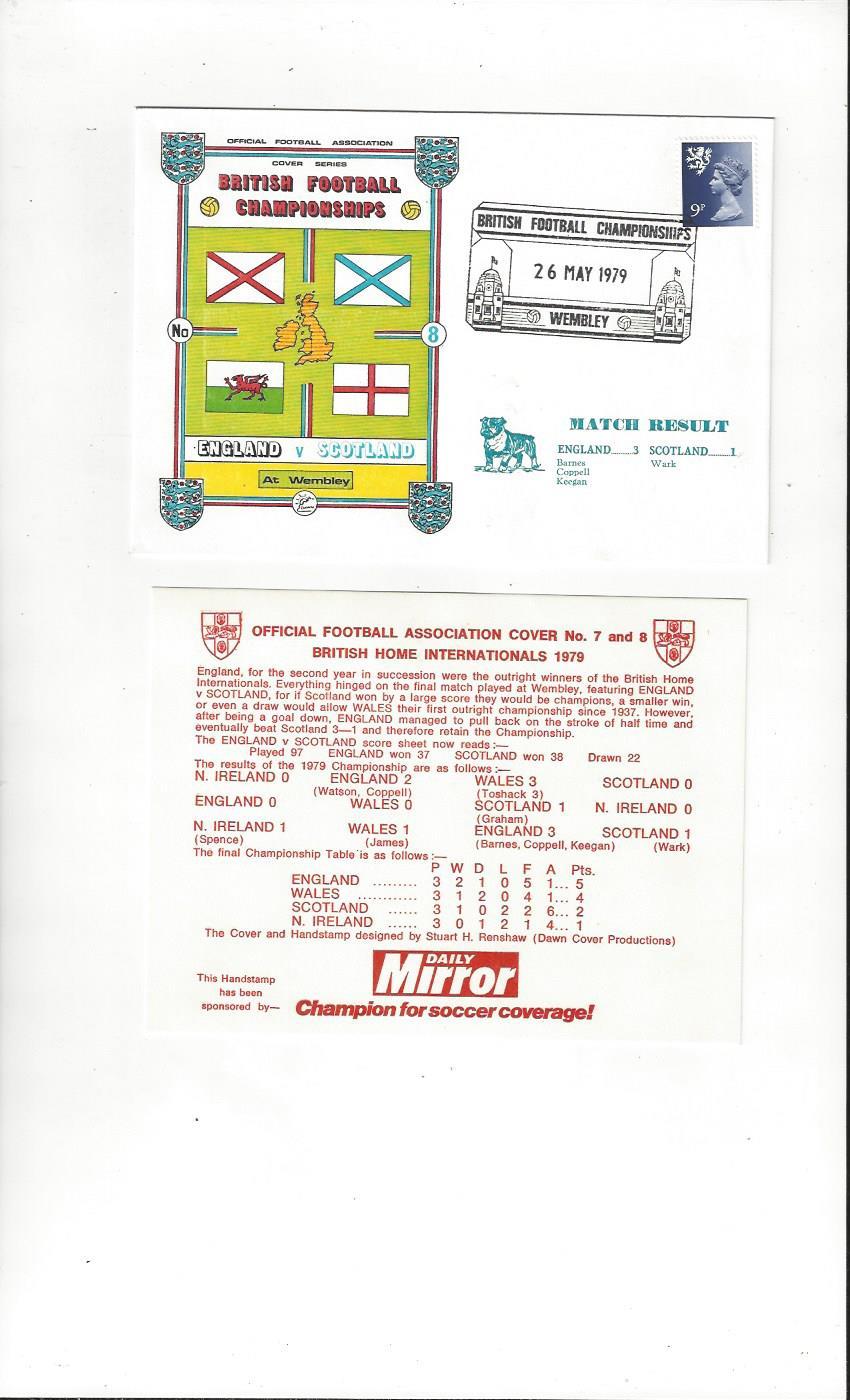 OFFICIAL FOOTBALL ASSOCIATION
COVER SERIES
BRITISH FOOTBALL
CHAMPIONSHIPS
No
8
ENGLAND v SCOTLAND
At Wembley
9P
BRITISH FOOTBALL CHAMPIONSHIPS
26 MAY 1979
WEMBLEY
MATCH RESULT
ENGLAND........3 SCOTLAND........1
Barnes Wark
Coppell
Keegan
OFFICIAL FOOTBALL ASSOCIATION COVER No. 7 and 8
BRITISH HOME INTERNATIONALS 1979
England, for the second year in succession were the outright winners of the British Home
Internationals. Everything hinged on the final match played at Wembley, featuring ENGLAND
v SCOTLAND, for if Scotland won by a large score they would be champions, a smaller win,
or even a draw would allow WALES their first outright championship since 1937. However,
after being a goal down, ENGLAND managed to pull back on the stroke of half time and
eventually beat Scotland 3—1 and therefore retain the Championship.
The ENGLAND v SCOTLAND score sheet now reads :—
Played 97 ENGLAND won 37 SCOTLAND won 38 Drawn 22
The results of the 1979 Championship are as follows :—
N. IRELAND 0 ENGLAND 2 WALES 3 SCOTLAND 0
(Watson, Coppell) (Toshack 3)
ENGLAND 0 WALES 0 SCOTLAND 1 N. IRELAND 0
(Graham)
N. IRELAND 1 WALES 1 ENGLAND 3 SCOTLAND 1
(Spence) (James) (Barnes, Coppell, Keegan) (Wark)
The final Championship Table is as follows :—
P W D L F A Pts.
ENGLAND ......... 3 2 1 0 5 1... 5
WALES ............ 3 1 2 0 4 1... 4
SCOTLAND ...... 3 1 0 2 2 6... 2
N. IRELAND ...... 3 0 1 2 1 4... 1
The Cover and Handstamp designed by Stuart H. Renshaw (Dawn Cover Productions)
This Handstamp
has been
sponsored by—
DAILY
Mirror
Champion for soccer coverage!